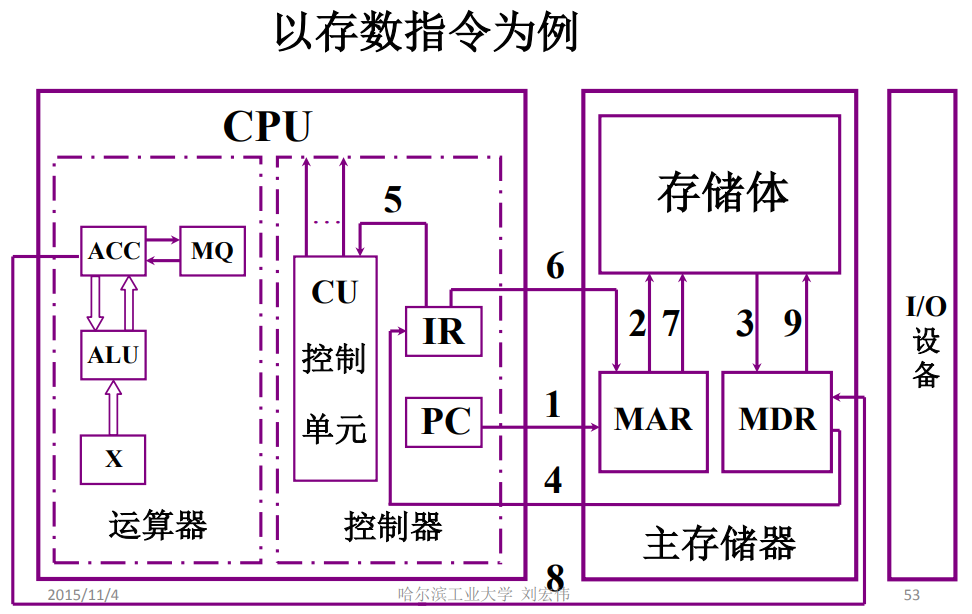 以存数指令为例
CPU
存储体
5
ACC
MQ
CU
6
I/O
设
备
2
7
3
9
IR
控制
ALU
1
PC
单元
MAR
MDR
X
4
运算器
控制器
主存储器
8
2015/11/4
哈尔滨工业大学 刘宏伟
53